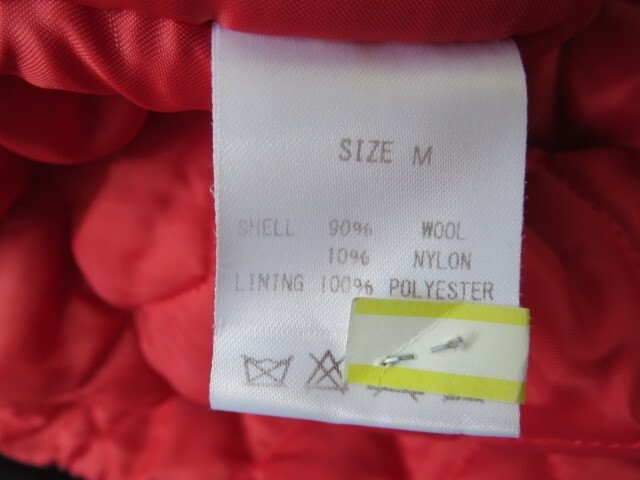 SIZE M
SHELL 90% WOOL
10% NYLON
LINING 100% POLYESTER